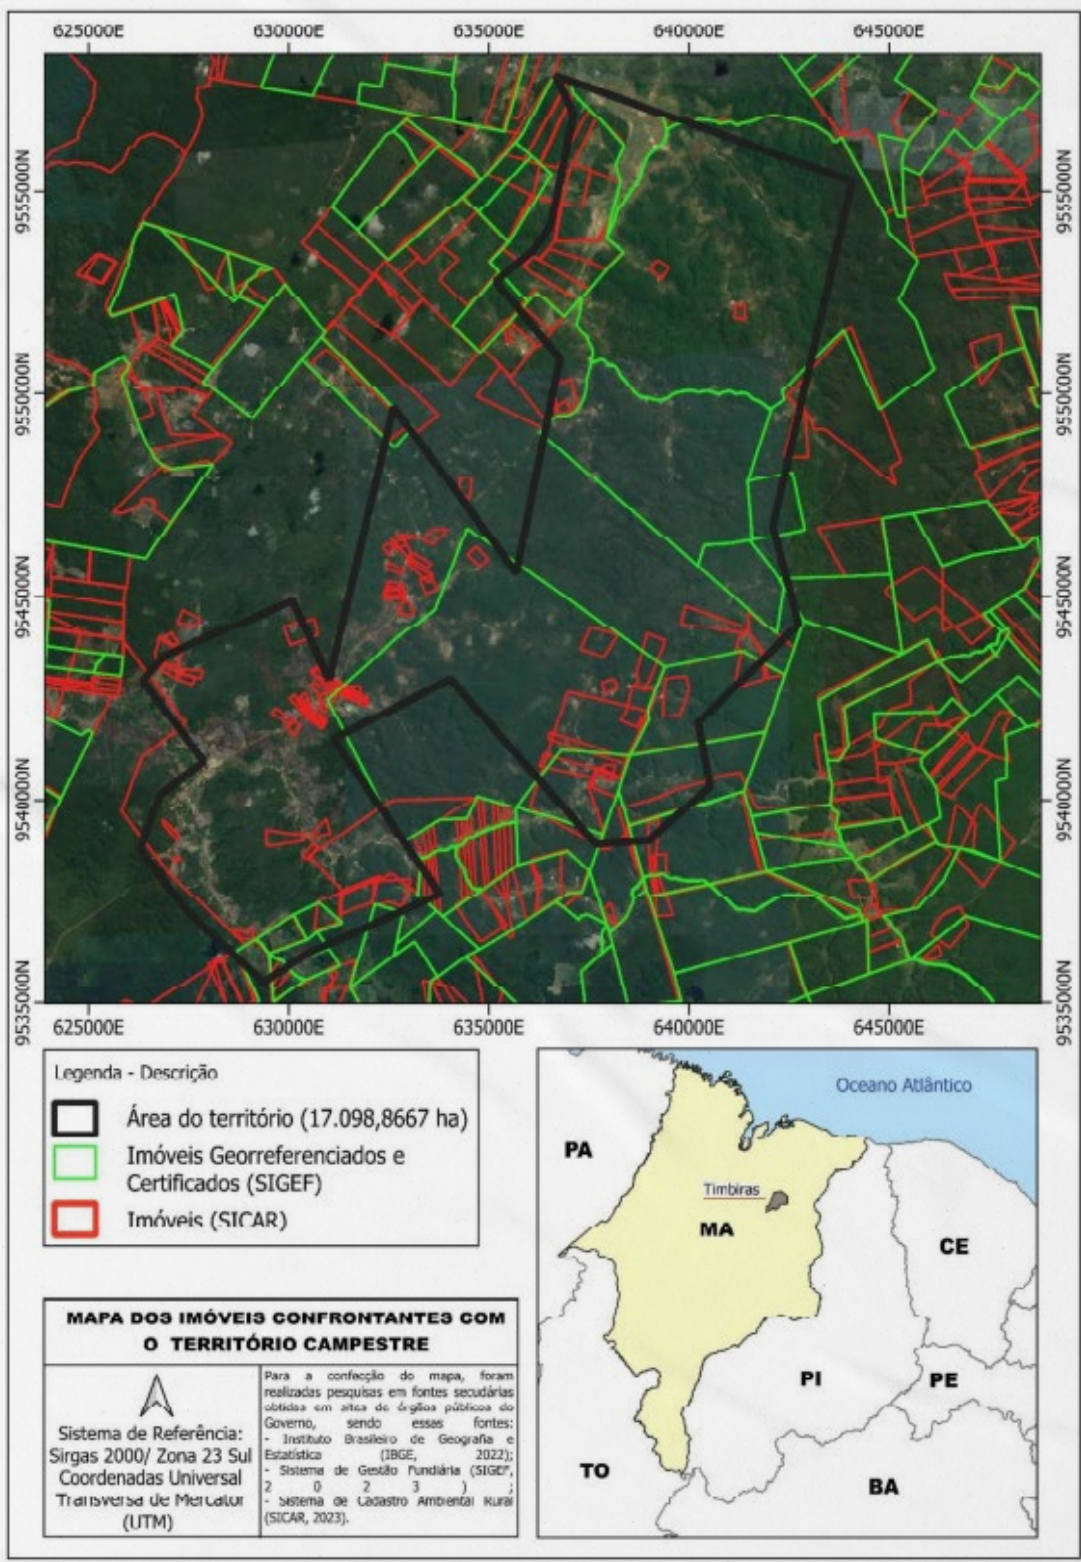 625000E 630000E 635000E 640000E 645000E
9555000N 9555000N
9550000N 9550000N
9545000N 9545000N
9540000N 9540000N
9535000N 9535000N
625000E 630000E 635000E 640000E 645000E
Legenda - Descrição
Área do território (17.098,8667 ha)
Imóveis Georreferenciados e
Certificados (SIGEF)
Imóveis (SICAR)
MAPA DOS IMÓVEIS CONFRONTANTES COM
O TERRITÓRIO CAMPESTRE
Sistema de Referência:
Sirgas 2000/ Zona 23 Sul
Coordenadas Universal
Transversa de Mercator
(UTM)
Para a confecção do mapa, foram
realizadas pesquisas em fontes secudárias
obtidas em sites de órgãos públicos do
Governo, sendo essas fontes:
- Instituto Brasileiro de Geografia e
Estatística (IBGE, 2022);
- Sistema de Gestão Fundiária (SIGEF,
2 0 2 3 ) ;
- Sistema de Cadastro Ambiental Rural
(SICAR, 2023).
Oceano Atlântico
PA
Timbiras
MA
CE
PI
PE
TO
BA